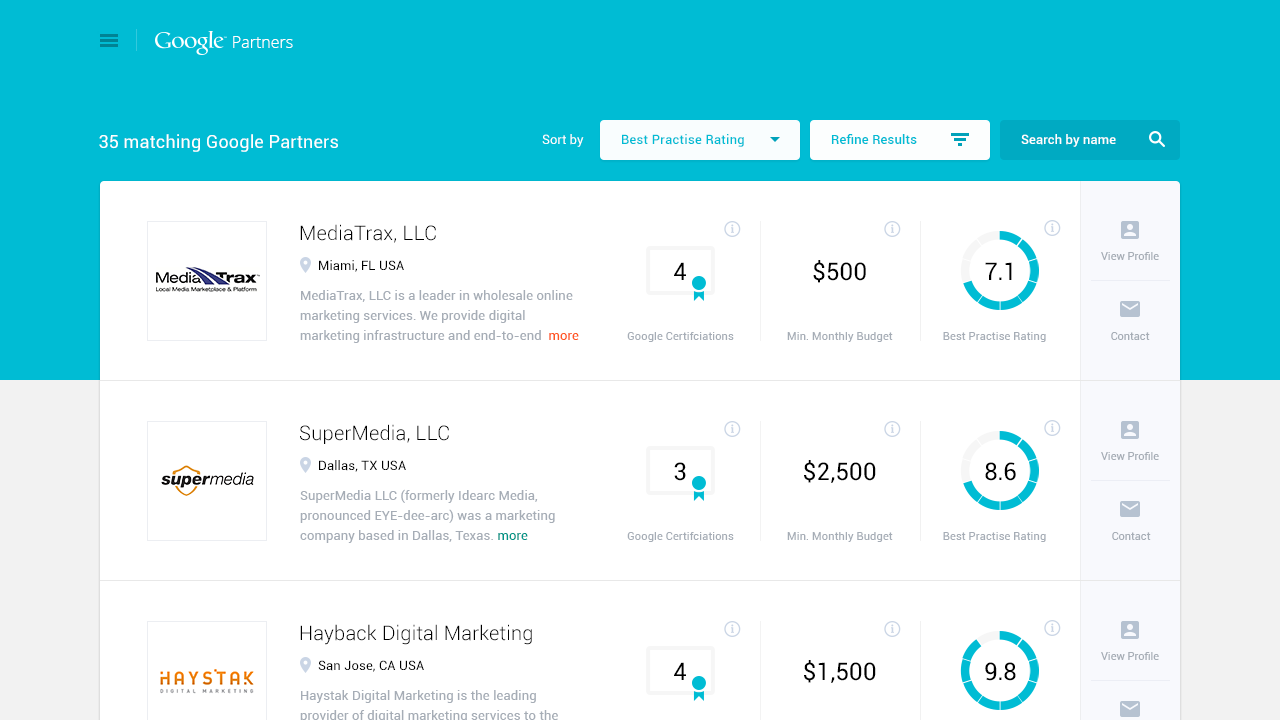 Google Partners
35 matching Google Partners
Sort by
Best Practise Rating
Refine Results
Search by name
MediaTrax™
Local Media Marketplace & Platform
MediaTrax, LLC
Miami, FL USA
MediaTrax, LLC is a leader in wholesale online
marketing services. We provide digital
marketing infrastructure and end-to-end more
4
Google Certifciations
$500
Min. Monthly Budget
7.1
Best Practise Rating
View Profile
Contact
supermedia
SuperMedia, LLC
Dallas, TX USA
SuperMedia LLC (formerly Idearc Media,
pronounced EYE-dee-arc) was a marketing
company based in Dallas, Texas. more
3
Google Certifciations
$2,500
Min. Monthly Budget
8.6
Best Practise Rating
View Profile
Contact
HAYSTAK
DIGITAL MARKETING
Hayback Digital Marketing
San Jose, CA USA
Haystak Digital Marketing is the leading
provider of digital marketing services to the
4
$1,500
9.8
View Profile